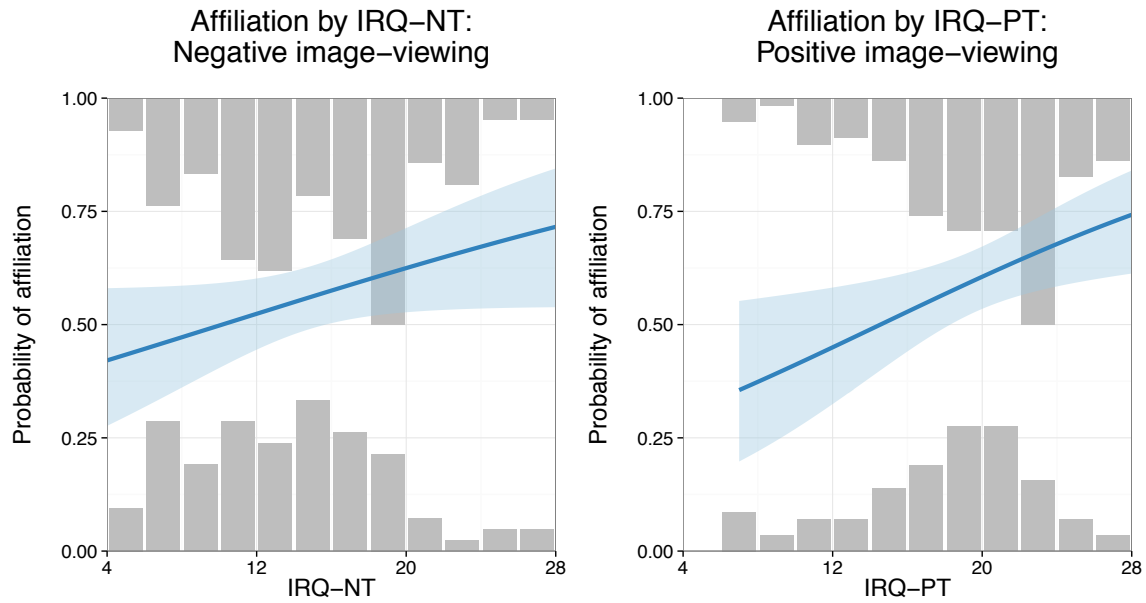 Affiliation by IRQ−NT:
Negative image−viewing
1.00
0.75
0.50
0.25
0.00
Probability of affiliation
4
12
20
28
IRQ−NT
Affiliation by IRQ−PT:
Positive image−viewing
1.00
0.75
0.50
0.25
0.00
Probability of affiliation
4
12
20
28
IRQ−PT